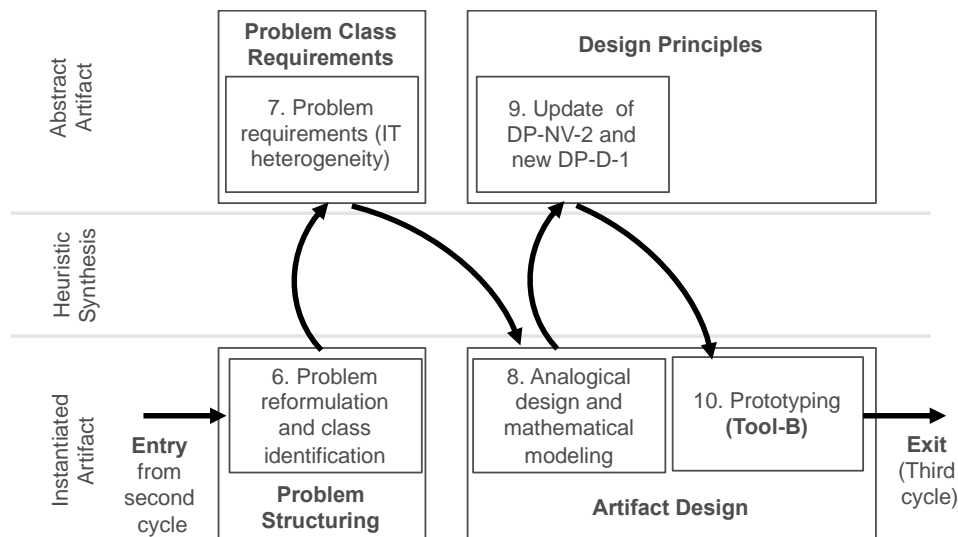 Abstract
Artifact
Problem Class
Requirements
7. Problem
requirements (IT
heterogeneity)
Design Principles
9. Update of
DP-NV-2 and
new DP-D-1
Heuristic
Synthesis
Instantiated
Artifact
Entry
from
second
cycle
6. Problem
reformulation
and class
identification
Problem
Structuring
8. Analogical
design and
mathematical
modeling
10. Prototyping
(Tool-B)
Artifact Design
Exit
(Third
cycle)